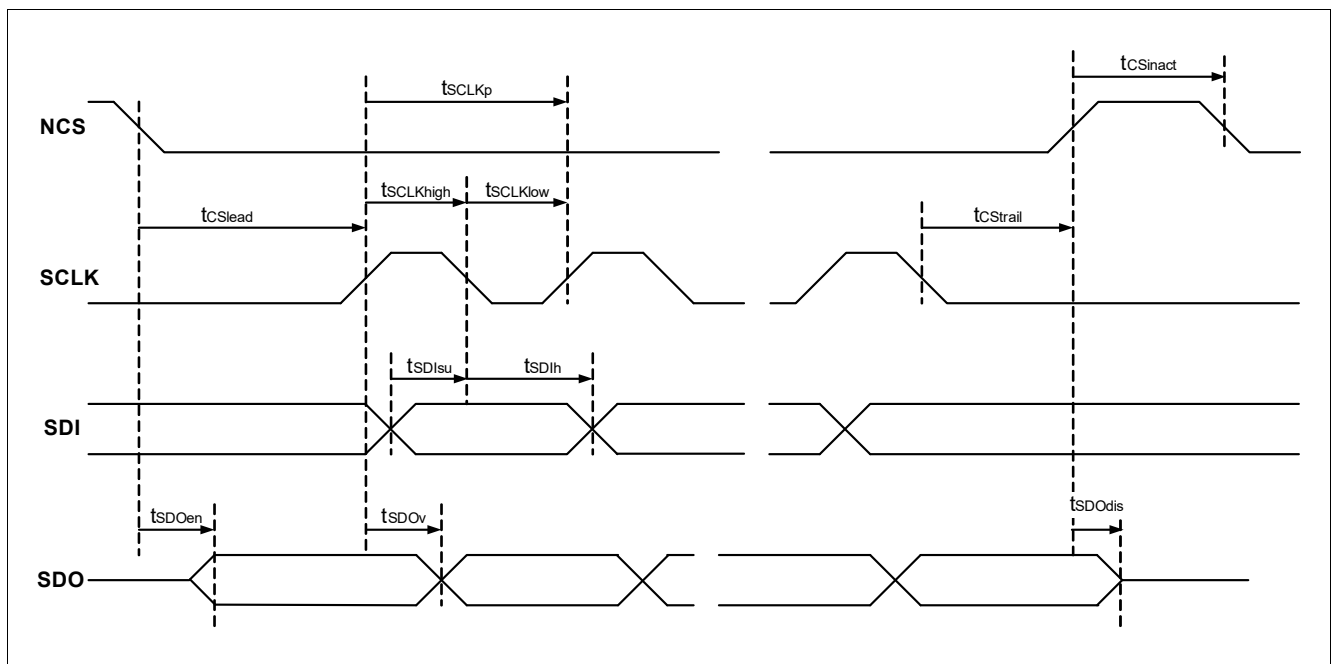 tCSinact
tSCLKp
NCS
tSCLKhigh
tSCLKlow
tCSlead
tCStrail
SCLK
tSDIsu
tSDIh
SDI
tSDOen
tSDOv
tSDOdis
SDO